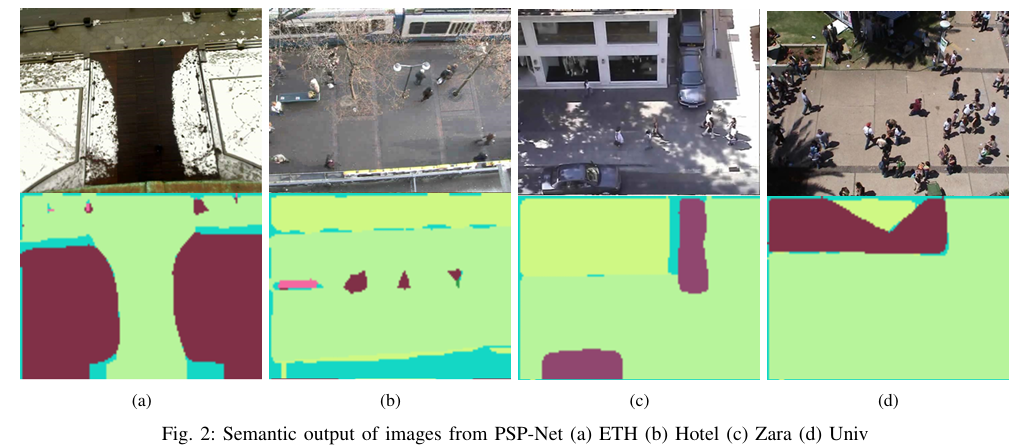 (a) (b) (c) (d)
Fig. 2: Semantic output of images from PSP-Net (a) ETH (b) Hotel (c) Zara (d) Univ